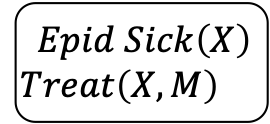 Epid Sick(X)
Treat(X, M)